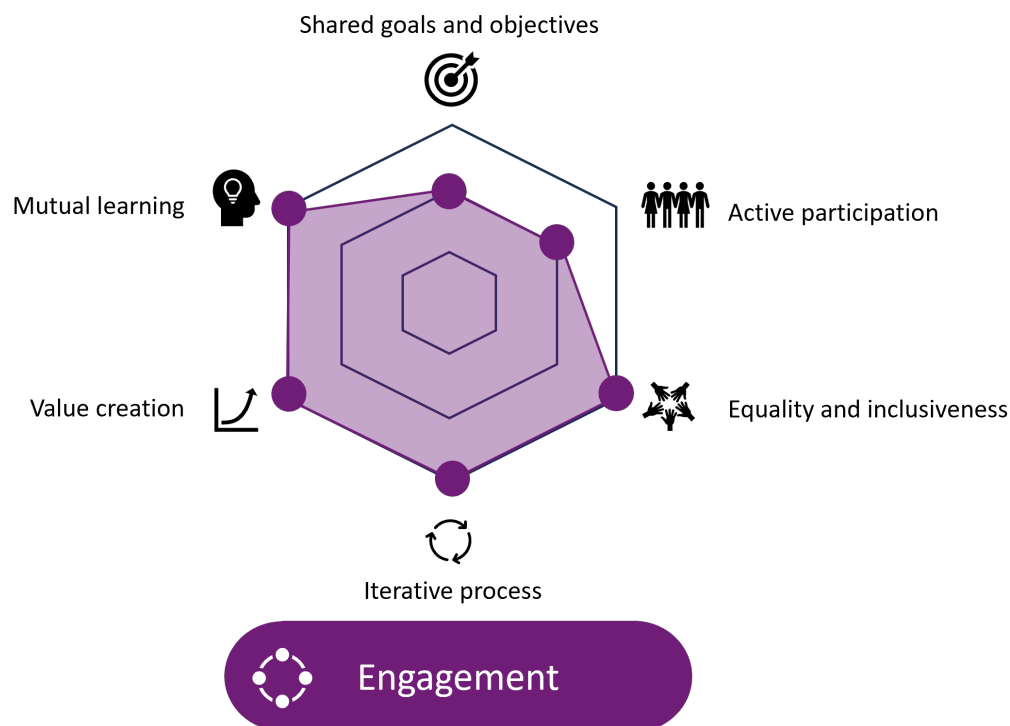 Shared goals and objectives
Mutual learning
Active participation
Value creation
Equality and inclusiveness
Iterative process
Engagement